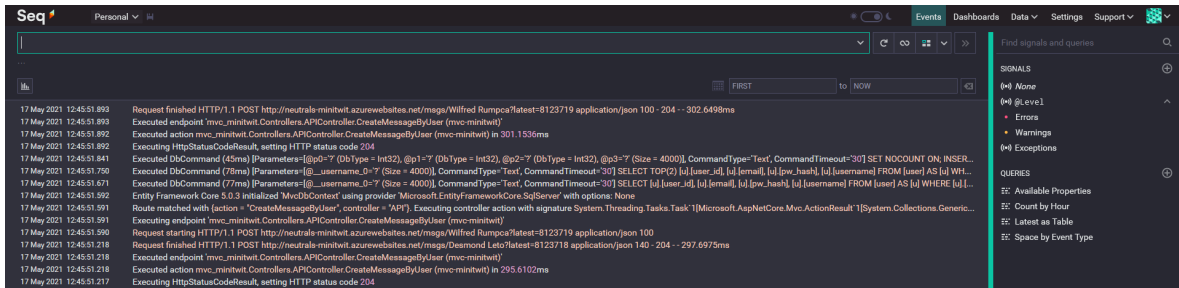 Seq
Personal
Events Dashboards Data Settings Support
...
FIRST to NOW
17 May 2021 12:45:51.893 Request finished HTTP/1.1 POST http://neutrals-minitwit.azurewebsites.net/msgs/Wilfred Rumpca?latest=8123719 application/json 100 - 204 - - 302.6498ms
17 May 2021 12:45:51.893 Executed endpoint 'mvc_minitwit.Controllers.APIController.CreateMessageByUser (mvc-minitwit)'
17 May 2021 12:45:51.892 Executed action mvc_minitwit.Controllers.APIController.CreateMessageByUser (mvc-minitwit) in 301.1536ms
17 May 2021 12:45:51.892 Executing HttpStatusCodeResult, setting HTTP status code 204
17 May 2021 12:45:51.841 Executed DbCommand (45ms) [Parameters=[@p0='?' (DbType = Int32), @p1='?' (DbType = Int32), @p2='?' (DbType = Int32), @p3='?' (Size = 4000)], CommandType='Text', CommandTimeout='30'] SET NOCOUNT ON; INSER...
17 May 2021 12:45:51.750 Executed DbCommand (78ms) [Parameters=[@__username_0='?' (Size = 4000)], CommandType='Text', CommandTimeout='30'] SELECT TOP(2) [u].[user_id], [u].[email], [u].[pw_hash], [u].[username] FROM [user] AS [u] WH...
17 May 2021 12:45:51.671 Executed DbCommand (77ms) [Parameters=[@__username_0='?' (Size = 4000)], CommandType='Text', CommandTimeout='30'] SELECT [u].[user_id], [u].[email], [u].[pw_hash], [u].[username] FROM [user] AS [u] WHERE [u].[...
17 May 2021 12:45:51.592 Entity Framework Core 5.0.3 initialized 'MvcDbContext' using provider 'Microsoft.EntityFrameworkCore.SqlServer' with options: None
17 May 2021 12:45:51.591 Route matched with {action = "CreateMessageByUser", controller = "API"}. Executing controller action with signature System.Threading.Tasks.Task`1[Microsoft.AspNetCore.Mvc.ActionResult`1[System.Collections.Generic...
17 May 2021 12:45:51.591 Executing endpoint 'mvc_minitwit.Controllers.APIController.CreateMessageByUser (mvc-minitwit)'
17 May 2021 12:45:51.590 Request starting HTTP/1.1 POST http://neutrals-minitwit.azurewebsites.net/msgs/Wilfred Rumpca?latest=8123719 application/json 100
17 May 2021 12:45:51.218 Request finished HTTP/1.1 POST http://neutrals-minitwit.azurewebsites.net/msgs/Desmond Leto?latest=8123718 application/json 140 - 204 - - 297.6975ms
17 May 2021 12:45:51.218 Executed endpoint 'mvc_minitwit.Controllers.APIController.CreateMessageByUser (mvc-minitwit)'
17 May 2021 12:45:51.218 Executed action mvc_minitwit.Controllers.APIController.CreateMessageByUser (mvc-minitwit) in 295.6102ms
17 May 2021 12:45:51.217 Executing HttpStatusCodeResult, setting HTTP status code 204
Find signals and queries
SIGNALS
None
@Level
Errors
Warnings
Exceptions
QUERIES
Available Properties
Count by Hour
Latest as Table
Space by Event Type